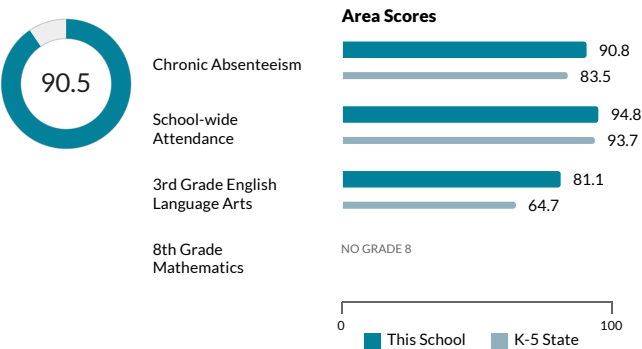 Area Scores
90.5
Chronic Absenteeism
90.8
83.5
School-wide
Attendance
94.8
93.7
3rd Grade English
Language Arts
81.1
64.7
8th Grade
Mathematics
NO GRADE 8
0
100
This School
K-5 State